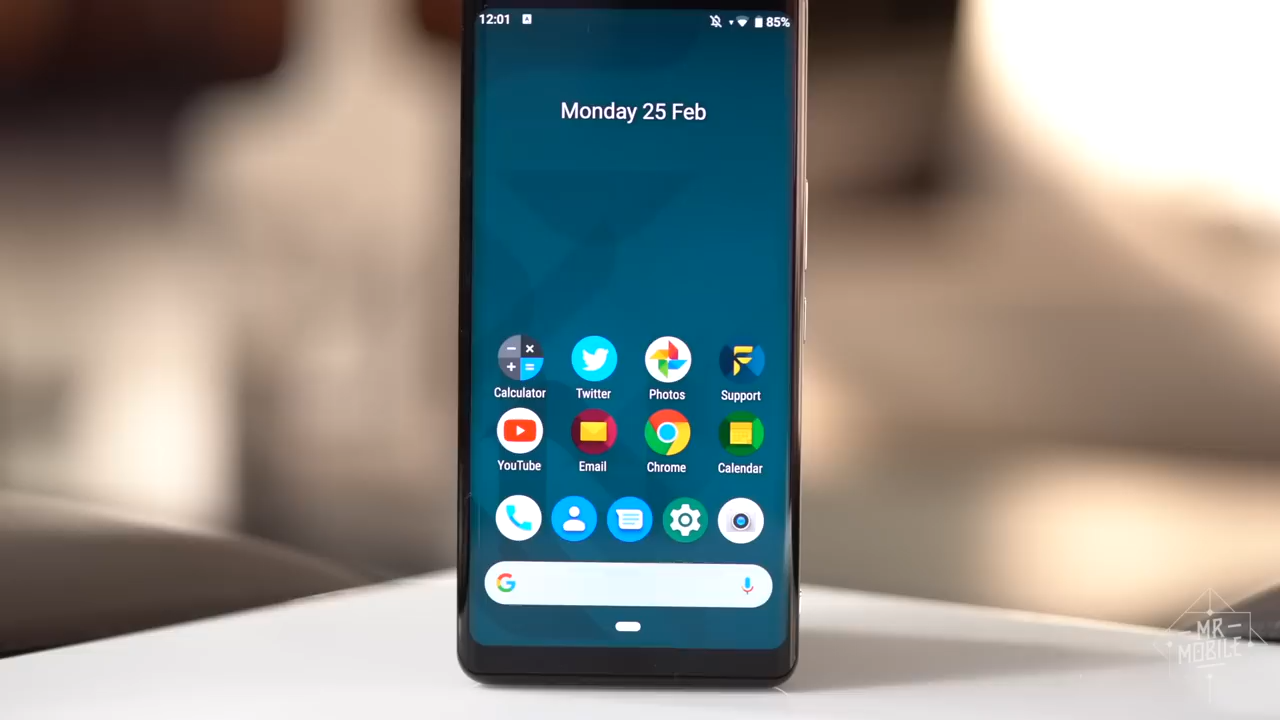 12:01 85%
Monday 25 Feb
Calculator Twitter Photos Support
YouTube Email Chrome Calendar
MR
MOBILE